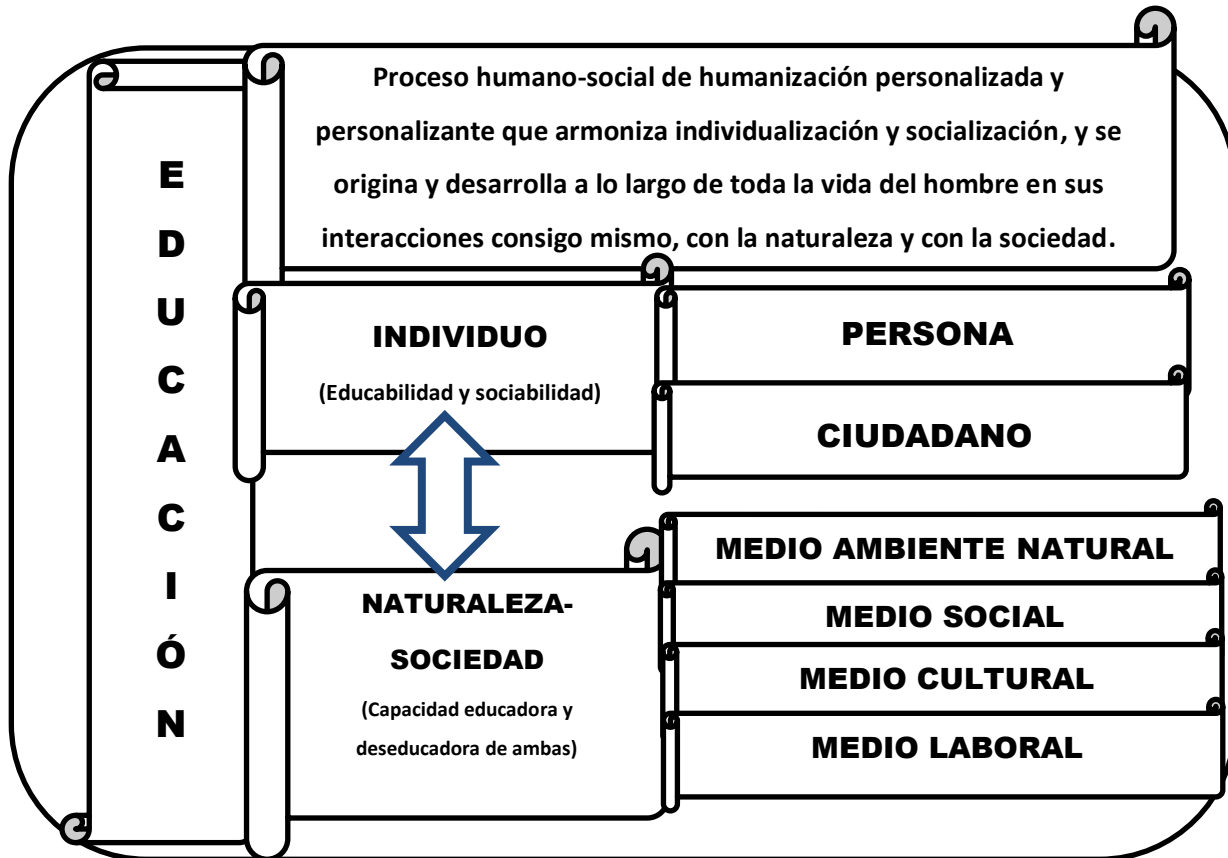 E
D
U
C
A
C
I
Ó
N
Proceso humano-social de humanización personalizada y
personalizante que armoniza individualización y socialización, y se
origina y desarrolla a lo largo de toda la vida del hombre en sus
interacciones consigo mismo, con la naturaleza y con la sociedad.
INDIVIDUO
(Educabilidad y sociabilidad)
PERSONA
CIUDADANO
NATURALEZA-
SOCIEDAD
(Capacidad educadora y
deseducadora de ambas)
MEDIO AMBIENTE NATURAL
MEDIO SOCIAL
MEDIO CULTURAL
MEDIO LABORAL